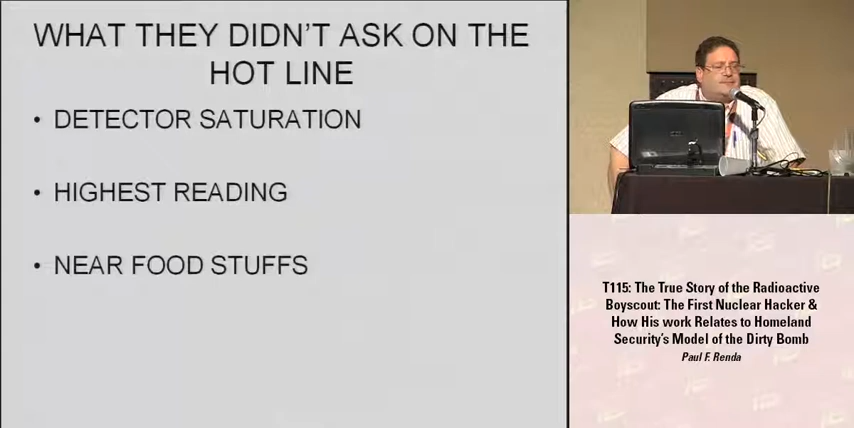 WHAT THEY DIDN'T ASK ON THE
HOT LINE
• DETECTOR SATURATION
• HIGHEST READING
• NEAR FOOD STUFFS
T115: The True Story of the Radioactive
Boyscout: The First Nuclear Hacker &
How His work Relates to Homeland
Security's Model of the Dirty Bomb
Paul F. Renda